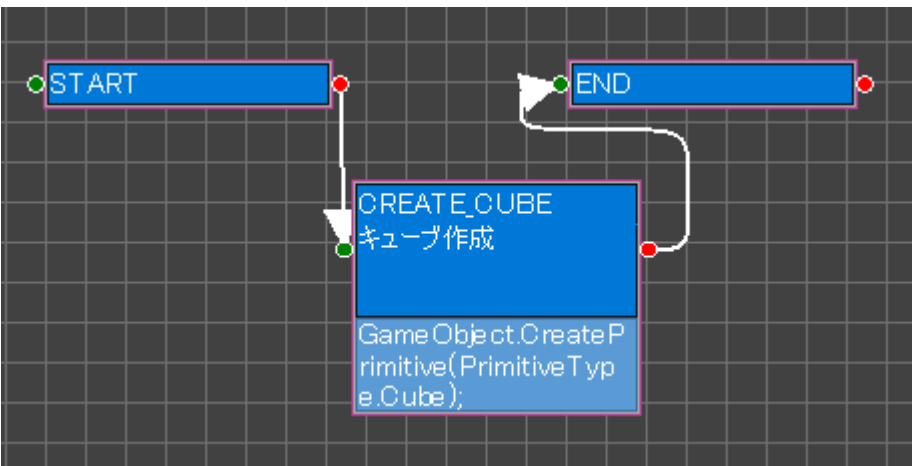 START
END
CREATE_CUBE
キューブ作成
GameObject.CreateP
rimitive(PrimitiveTyp
e.Cube);